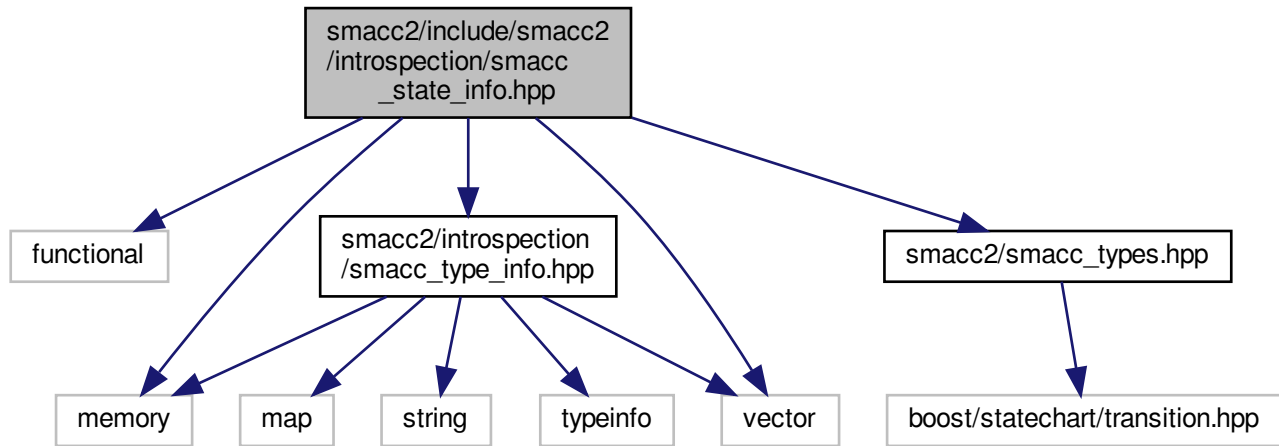 smacc2/include/smacc2
/introspection/smacc
_state_info.hpp
functional
smacc2/introspection
/smacc_type_info.hpp
smacc2/smacc_types.hpp
memory
map
string
typeinfo
vector
boost/statechart/transition.hpp